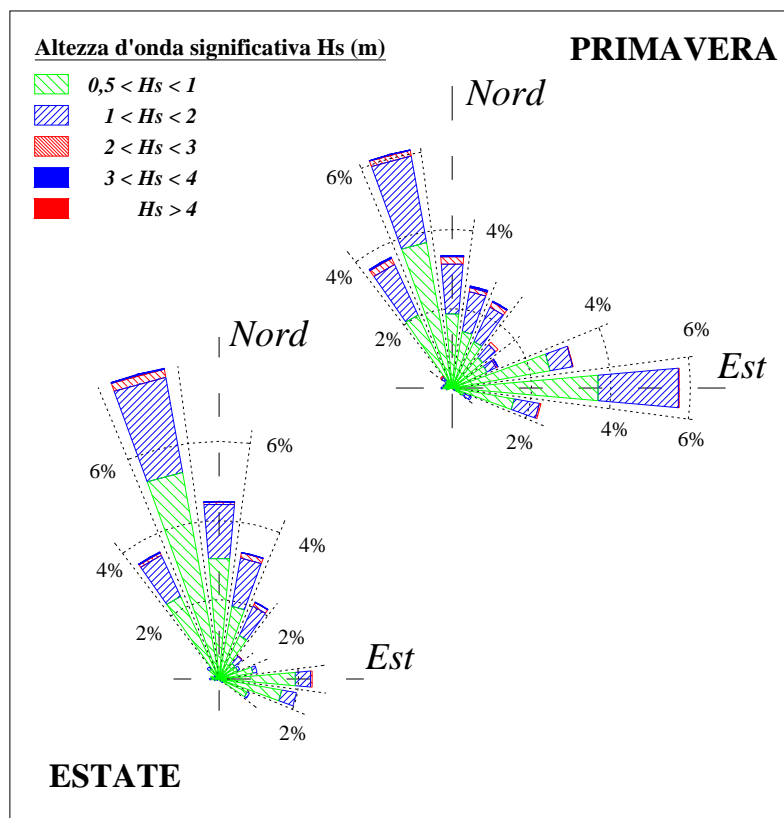 Altezza d'onda significativa Hs (m)
PRIMAVERA
0,5 < Hs < 1
1 < Hs < 2
2 < Hs < 3
3 < Hs < 4
Hs > 4
Nord
6%
4%
4%
2%
4%
6%
Est
4%
6%
2%
Nord
6%
6%
4%
4%
2%
2%
Est
2%
ESTATE